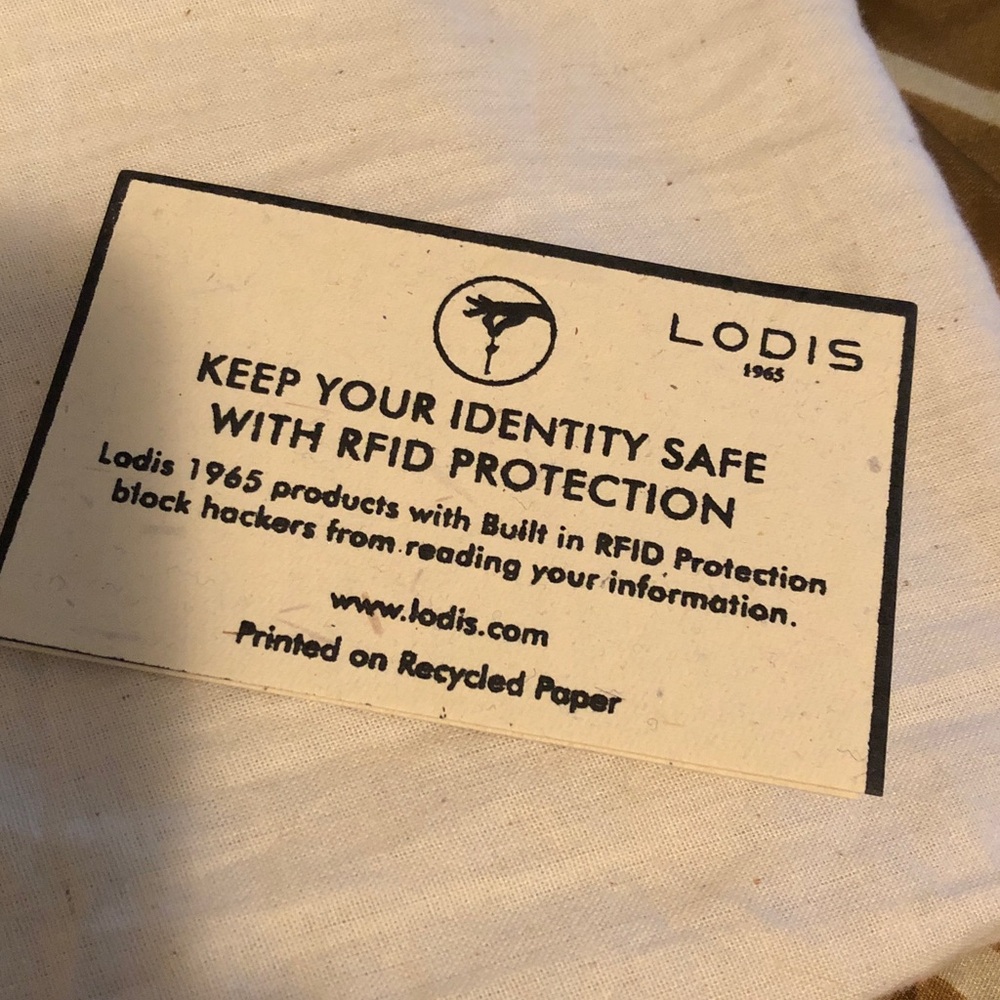 LODIS
1965
KEEP YOUR IDENTITY SAFE
WITH RFID PROTECTION
Lodis 1965 products with Built in RFID Protection
block hackers from reading your information.
www.lodis.com
Printed on Recycled Paper